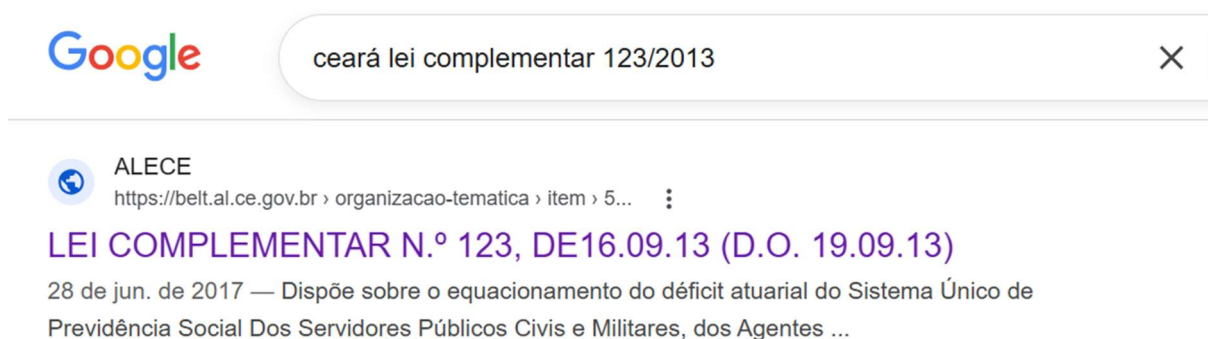 Google
ceará lei complementar 123/2013
ALECE
https://belt.al.ce.gov.br › organizacao-tematica › item › 5...
LEI COMPLEMENTAR N.º 123, DE16.09.13 (D.O. 19.09.13)
28 de jun. de 2017 — Dispõe sobre o equacionamento do déficit atuarial do Sistema Único de
Previdência Social Dos Servidores Públicos Civis e Militares, dos Agentes ...